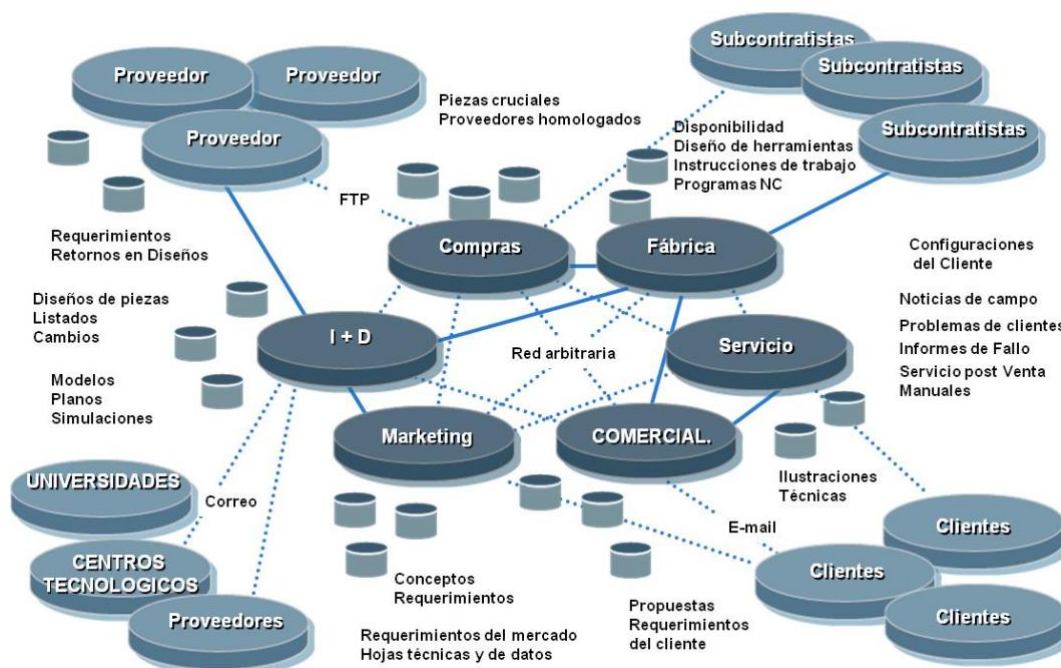 Subcontratistas
Proveedor
Proveedor
Subcontratistas
Piezas cruciales
Proveedores homologados
Proveedor
Disponibilidad
Diseño de herramientas
Instrucciones de trabajo
Programas NC
Subcontratistas
FTP
Requerimientos
Retornos en Diseños
Compras
Fábrica
Configuraciones
del Cliente
Diseños de piezas
Listados
Cambios
Noticias de campo
Problemas de clientes
Informes de Fallo
Servicio post Venta
Manuales
I + D
Red arbitraria
Servicio
Modelos
Planos
Simulaciones
Marketing
COMERCIAL.
UNIVERSIDADES
Correo
Ilustraciones
Técnicas
E-mail
Clientes
CENTROS
TECNOLOGICOS
Conceptos
Requerimientos
Clientes
Proveedores
Propuestas
Requerimientos
del cliente
Clientes
Requerimientos del mercado
Hojas técnicas y de datos